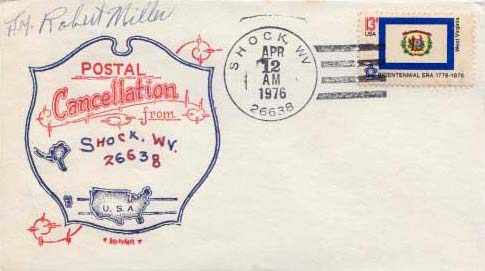 F.M. Robert Miller
POSTAL
Cancellation
from
SHOCK, WV.
26638
U.S.A.
SHOCK, WV
APR
12
AM
1976
26638
13c
USA
West Virginia
BICENTENNIAL ERA 1776-1976